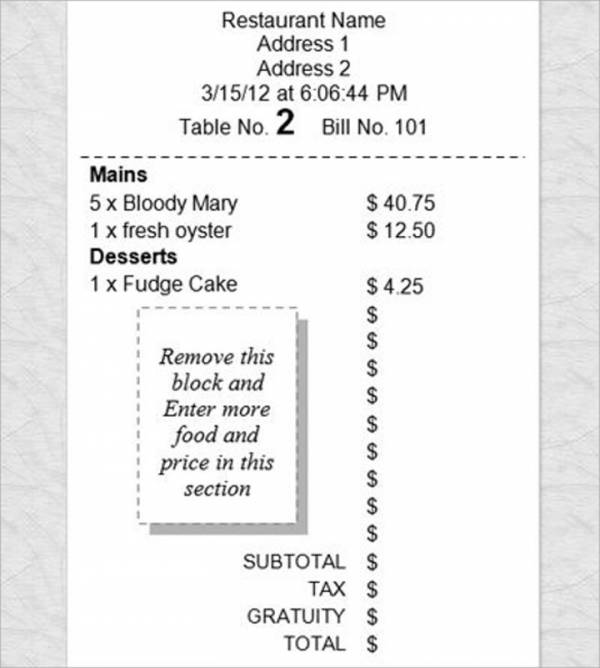 Restaurant Name
Address 1
Address 2
3/15/12 at 6:06:44 PM
Table No. 2 Bill No. 101
Mains
5 x Bloody Mary $ 40.75
1 x fresh oyster $ 12.50
Desserts
1 x Fudge Cake $ 4.25
$
$
$
$
$
$
$
$
$
Remove this
block and
Enter more
food and
price in this
section
SUBTOTAL $
TAX $
GRATUITY $
TOTAL $